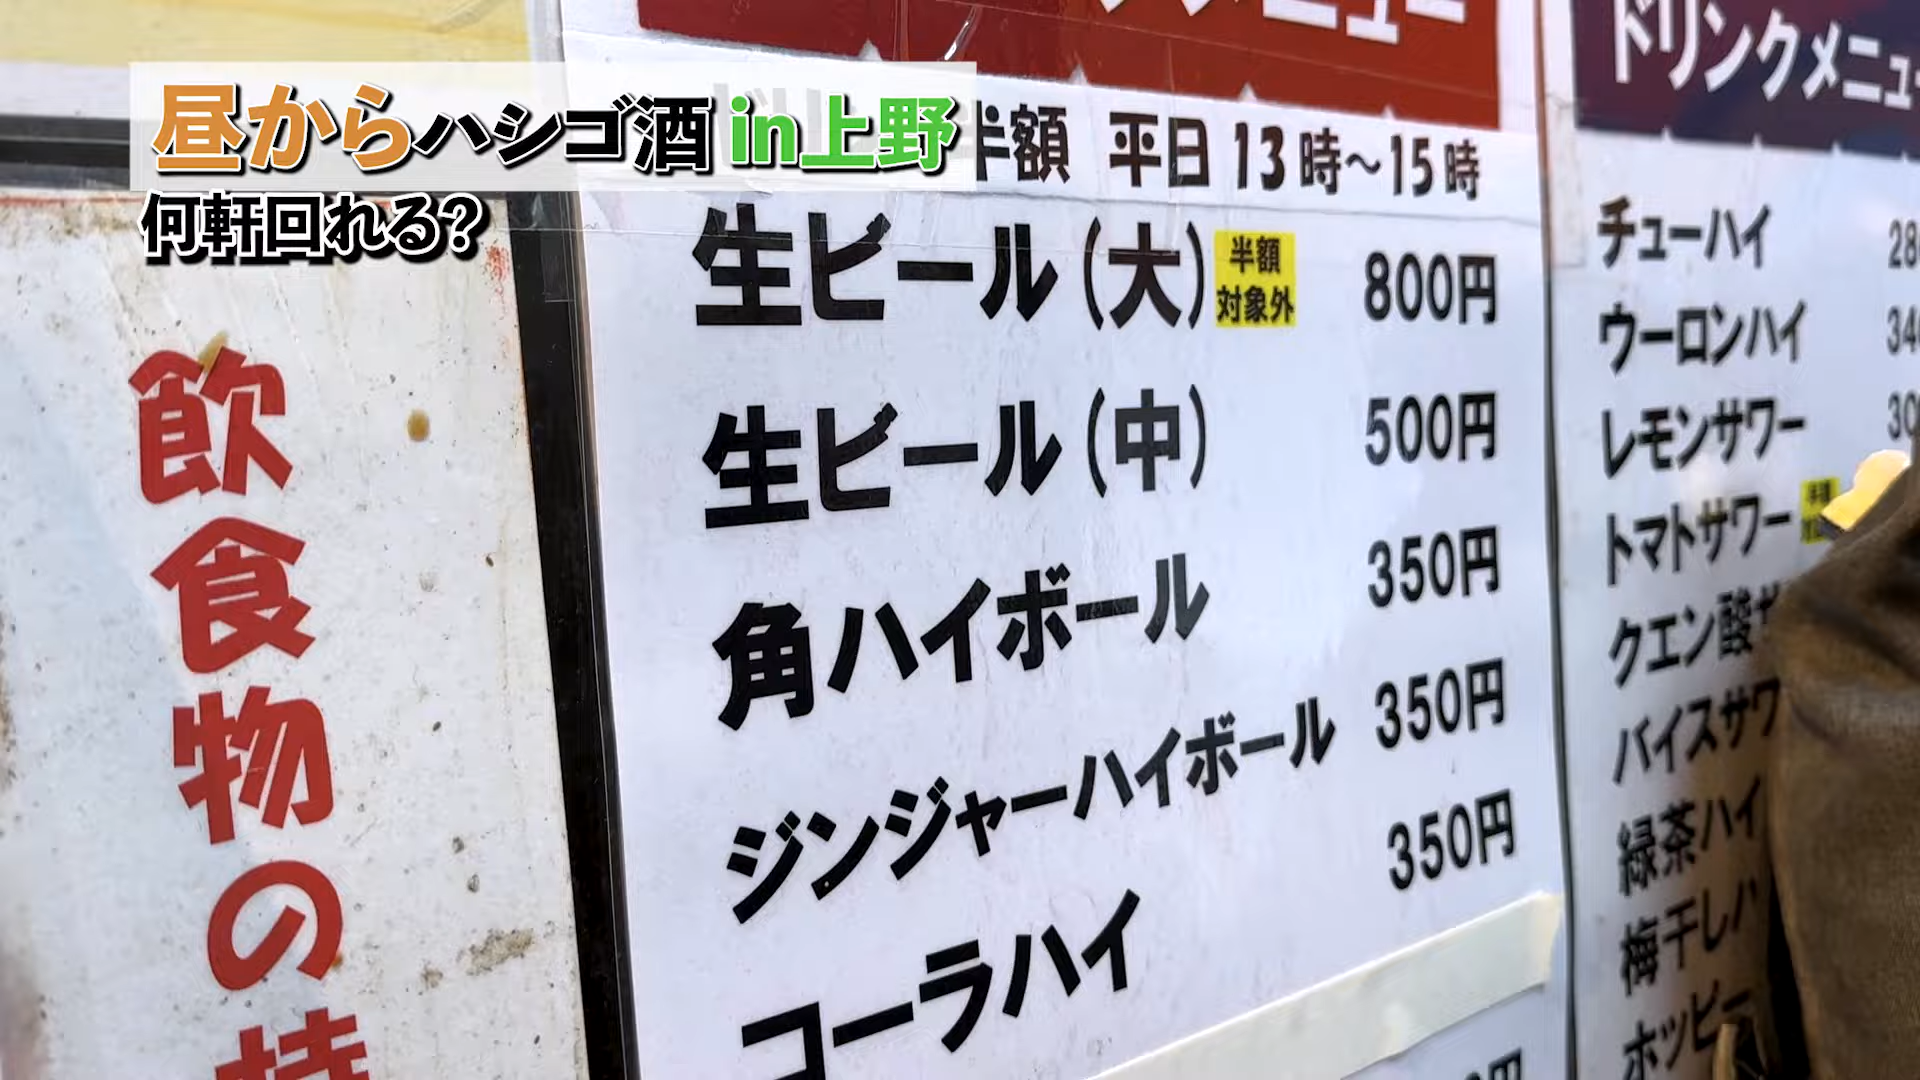 昼からハシゴ酒 in上野
何軒回れる?
飲食物の持
半額 平日 13時～15時
生ビール(大) 半額対象外 800円
生ビール(中) 500円
角ハイボール 350円
ジンジャーハイボール 350円
コーラハイ 350円
ドリンクメニュー
チューハイ 28
ウーロンハイ 34
レモンサワー 30
トマトサワー
クエン酸
バイスサワ
緑茶ハイ
梅干しハ
ホッピー